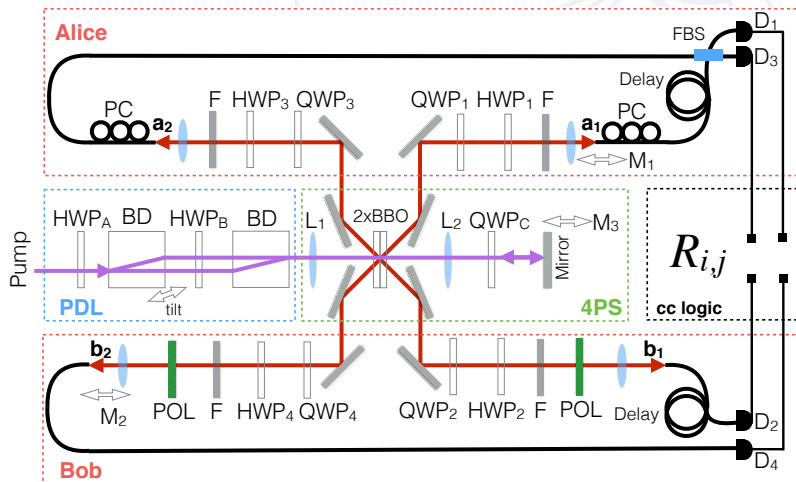 Alice
D1
FBS
D3
Delay
PC
a2
F
HWP3
QWP3
QWP1
HWP1
F
a1
PC
M1
HWPA
BD
HWPB
BD
L1
2xBBO
L2
QWPC
M3
Mirror
Pump
tilt
PDL
4PS
Ri,j
cc logic
b2
M2
POL
F
HWP4
QWP4
QWP2
HWP2
F
POL
b1
Delay
D2
D4
Bob